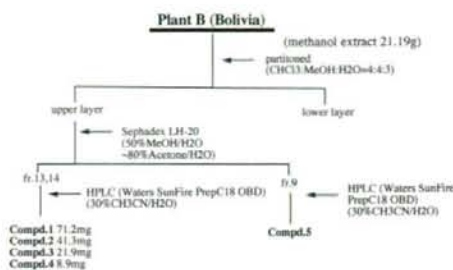 Plant B (Bolivia)
(methanol extract 21.19g)
partitoned
(CHCl3:MeOH:H2O=4:4:3)
upper layer
lower layer
Sephadex LH-20
(50%MeOH/H2O
~80%Acetone/H2O)
fr.13,14
HPLC (Waters SunFire PrepC18 OBD)
(30%CH3CN/H2O)
fr.9
HPLC (Waters SunFire
PrepC18 OBD)
(30%CH3CN/H2O)
Compd.1 71.2mg
Compd.2 41.3mg
Compd.3 21.9mg
Compd.4 8.9mg
Compd.5